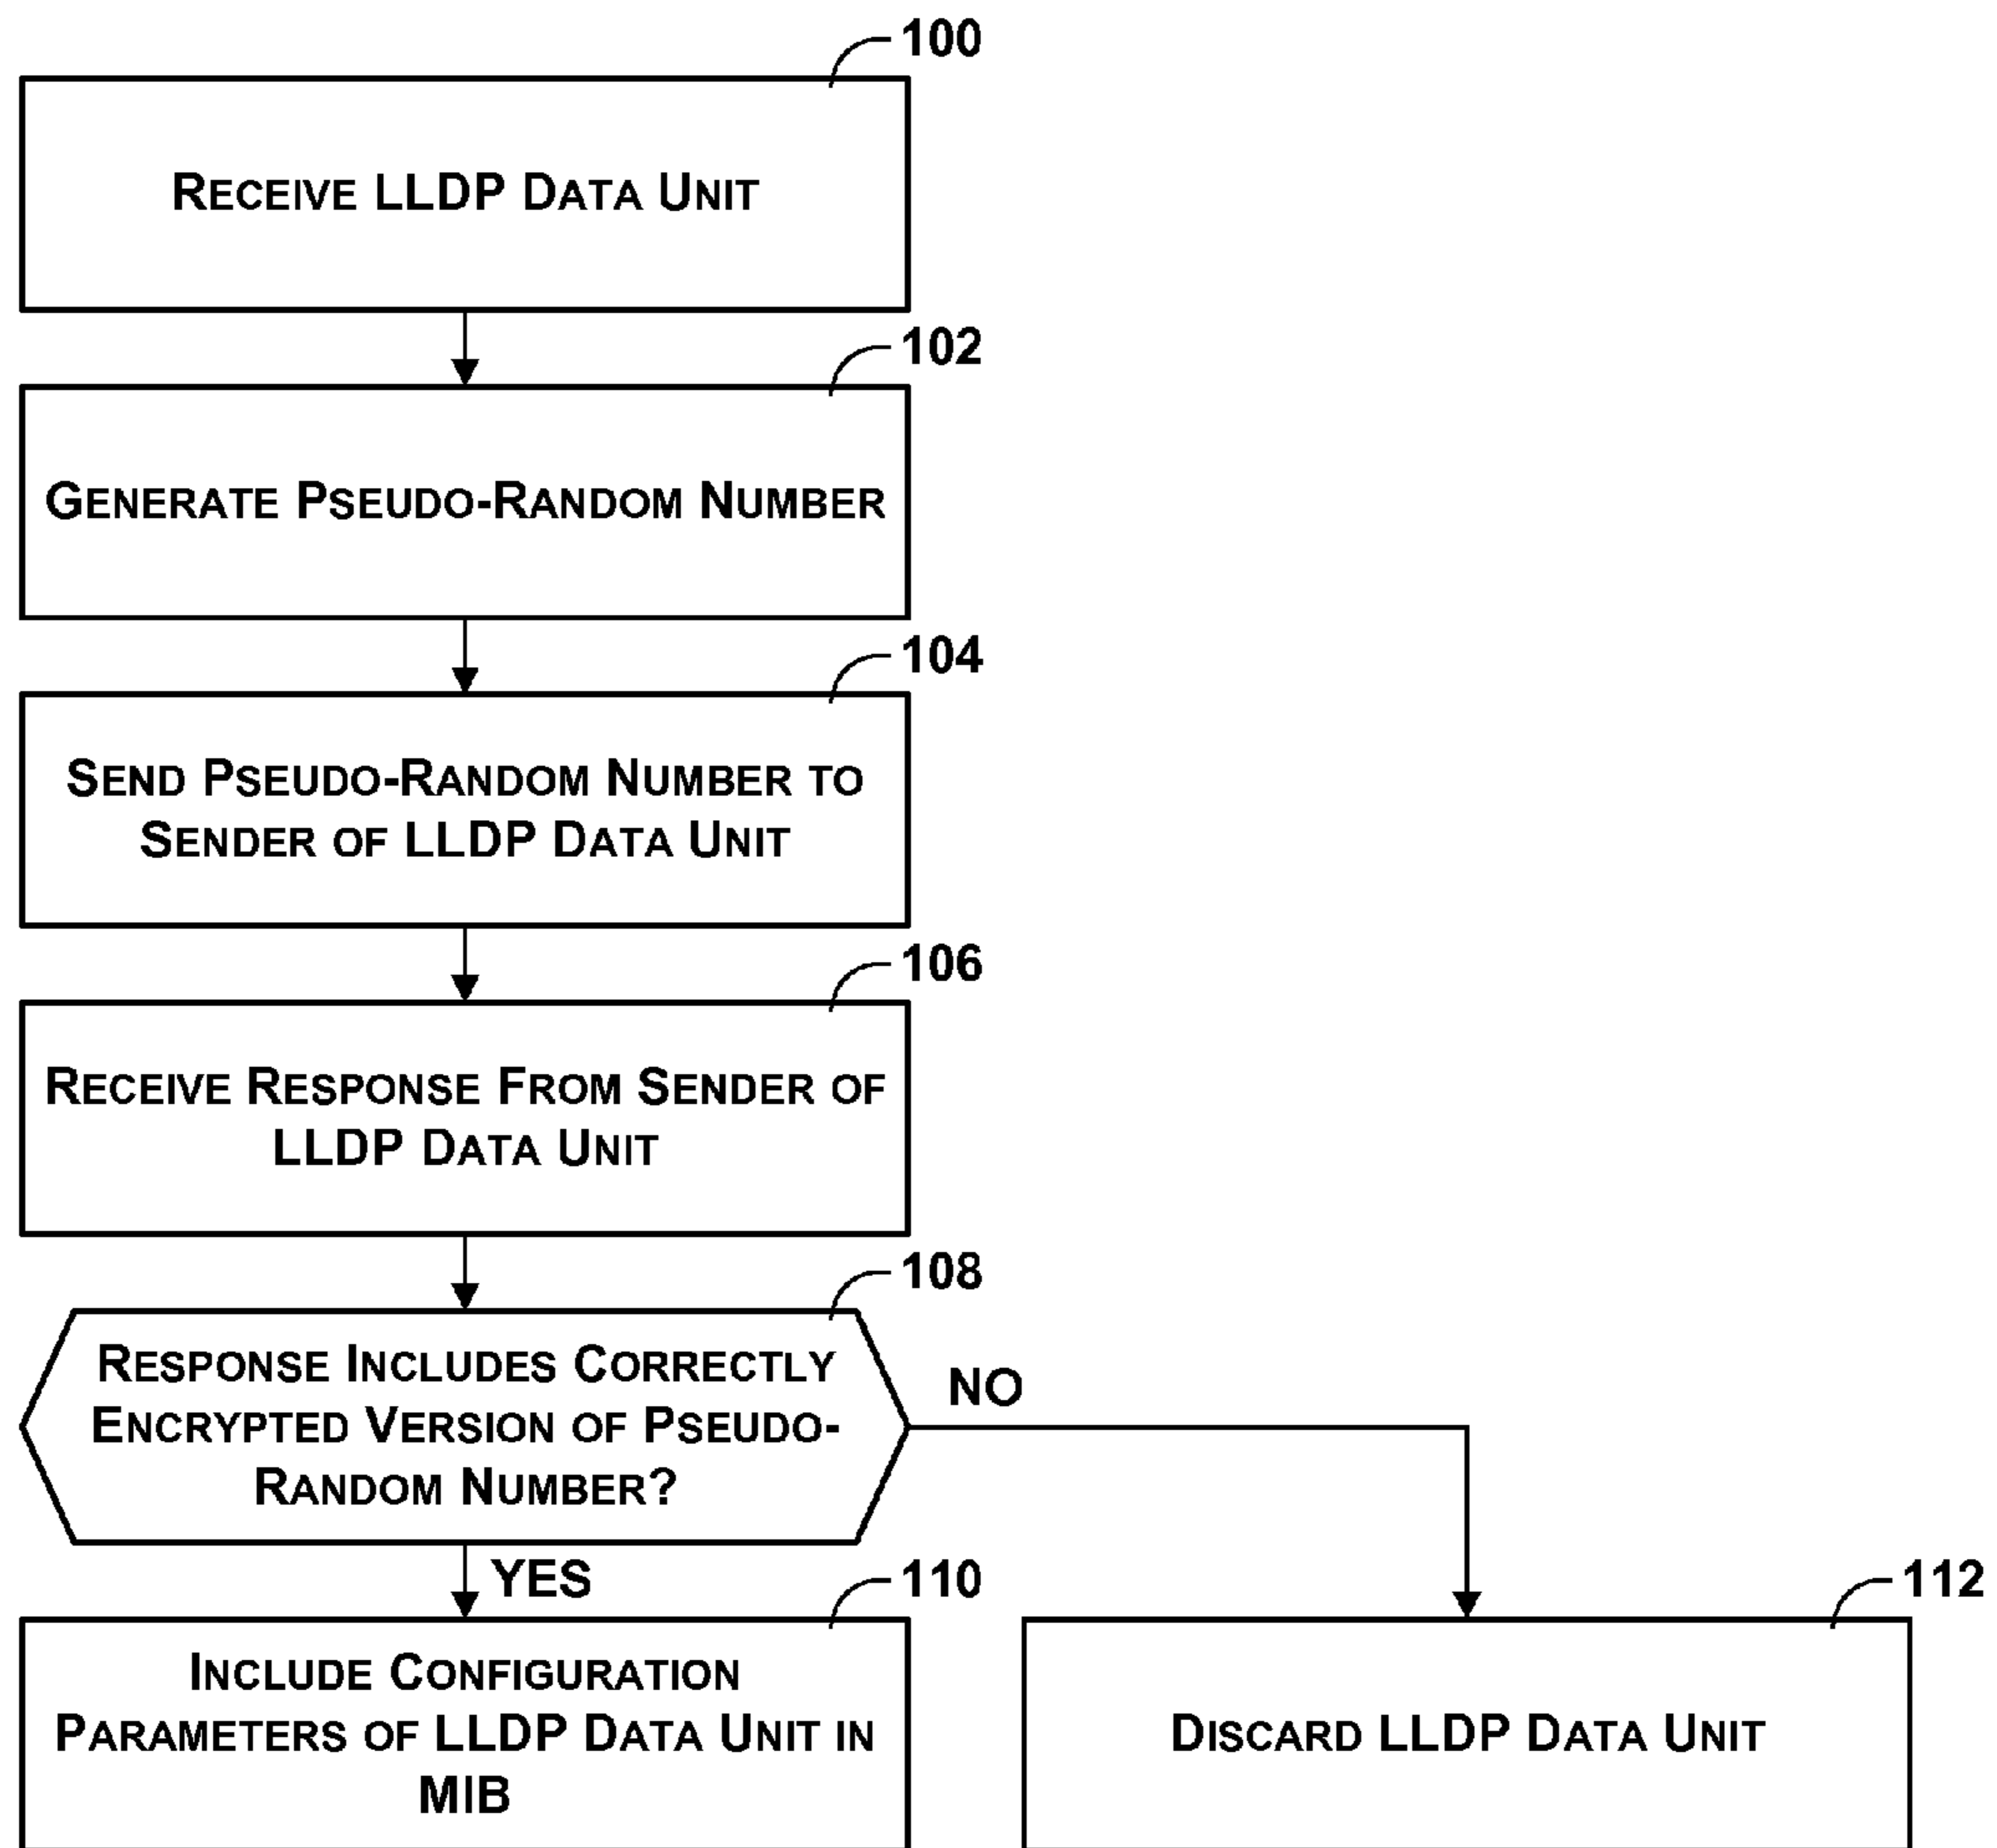 100
RECEIVE LLDP DATA UNIT
102
GENERATE PSEUDO-RANDOM NUMBER
104
SEND PSEUDO-RANDOM NUMBER TO
SENDER OF LLDP DATA UNIT
106
RECEIVE RESPONSE FROM SENDER OF
LLDP DATA UNIT
108
RESPONSE INCLUDES CORRECTLY
ENCRYPTED VERSION OF PSEUDO-
RANDOM NUMBER?
NO
YES
110
INCLUDE CONFIGURATION
PARAMETERS OF LLDP DATA UNIT IN
MIB
112
DISCARD LLDP DATA UNIT